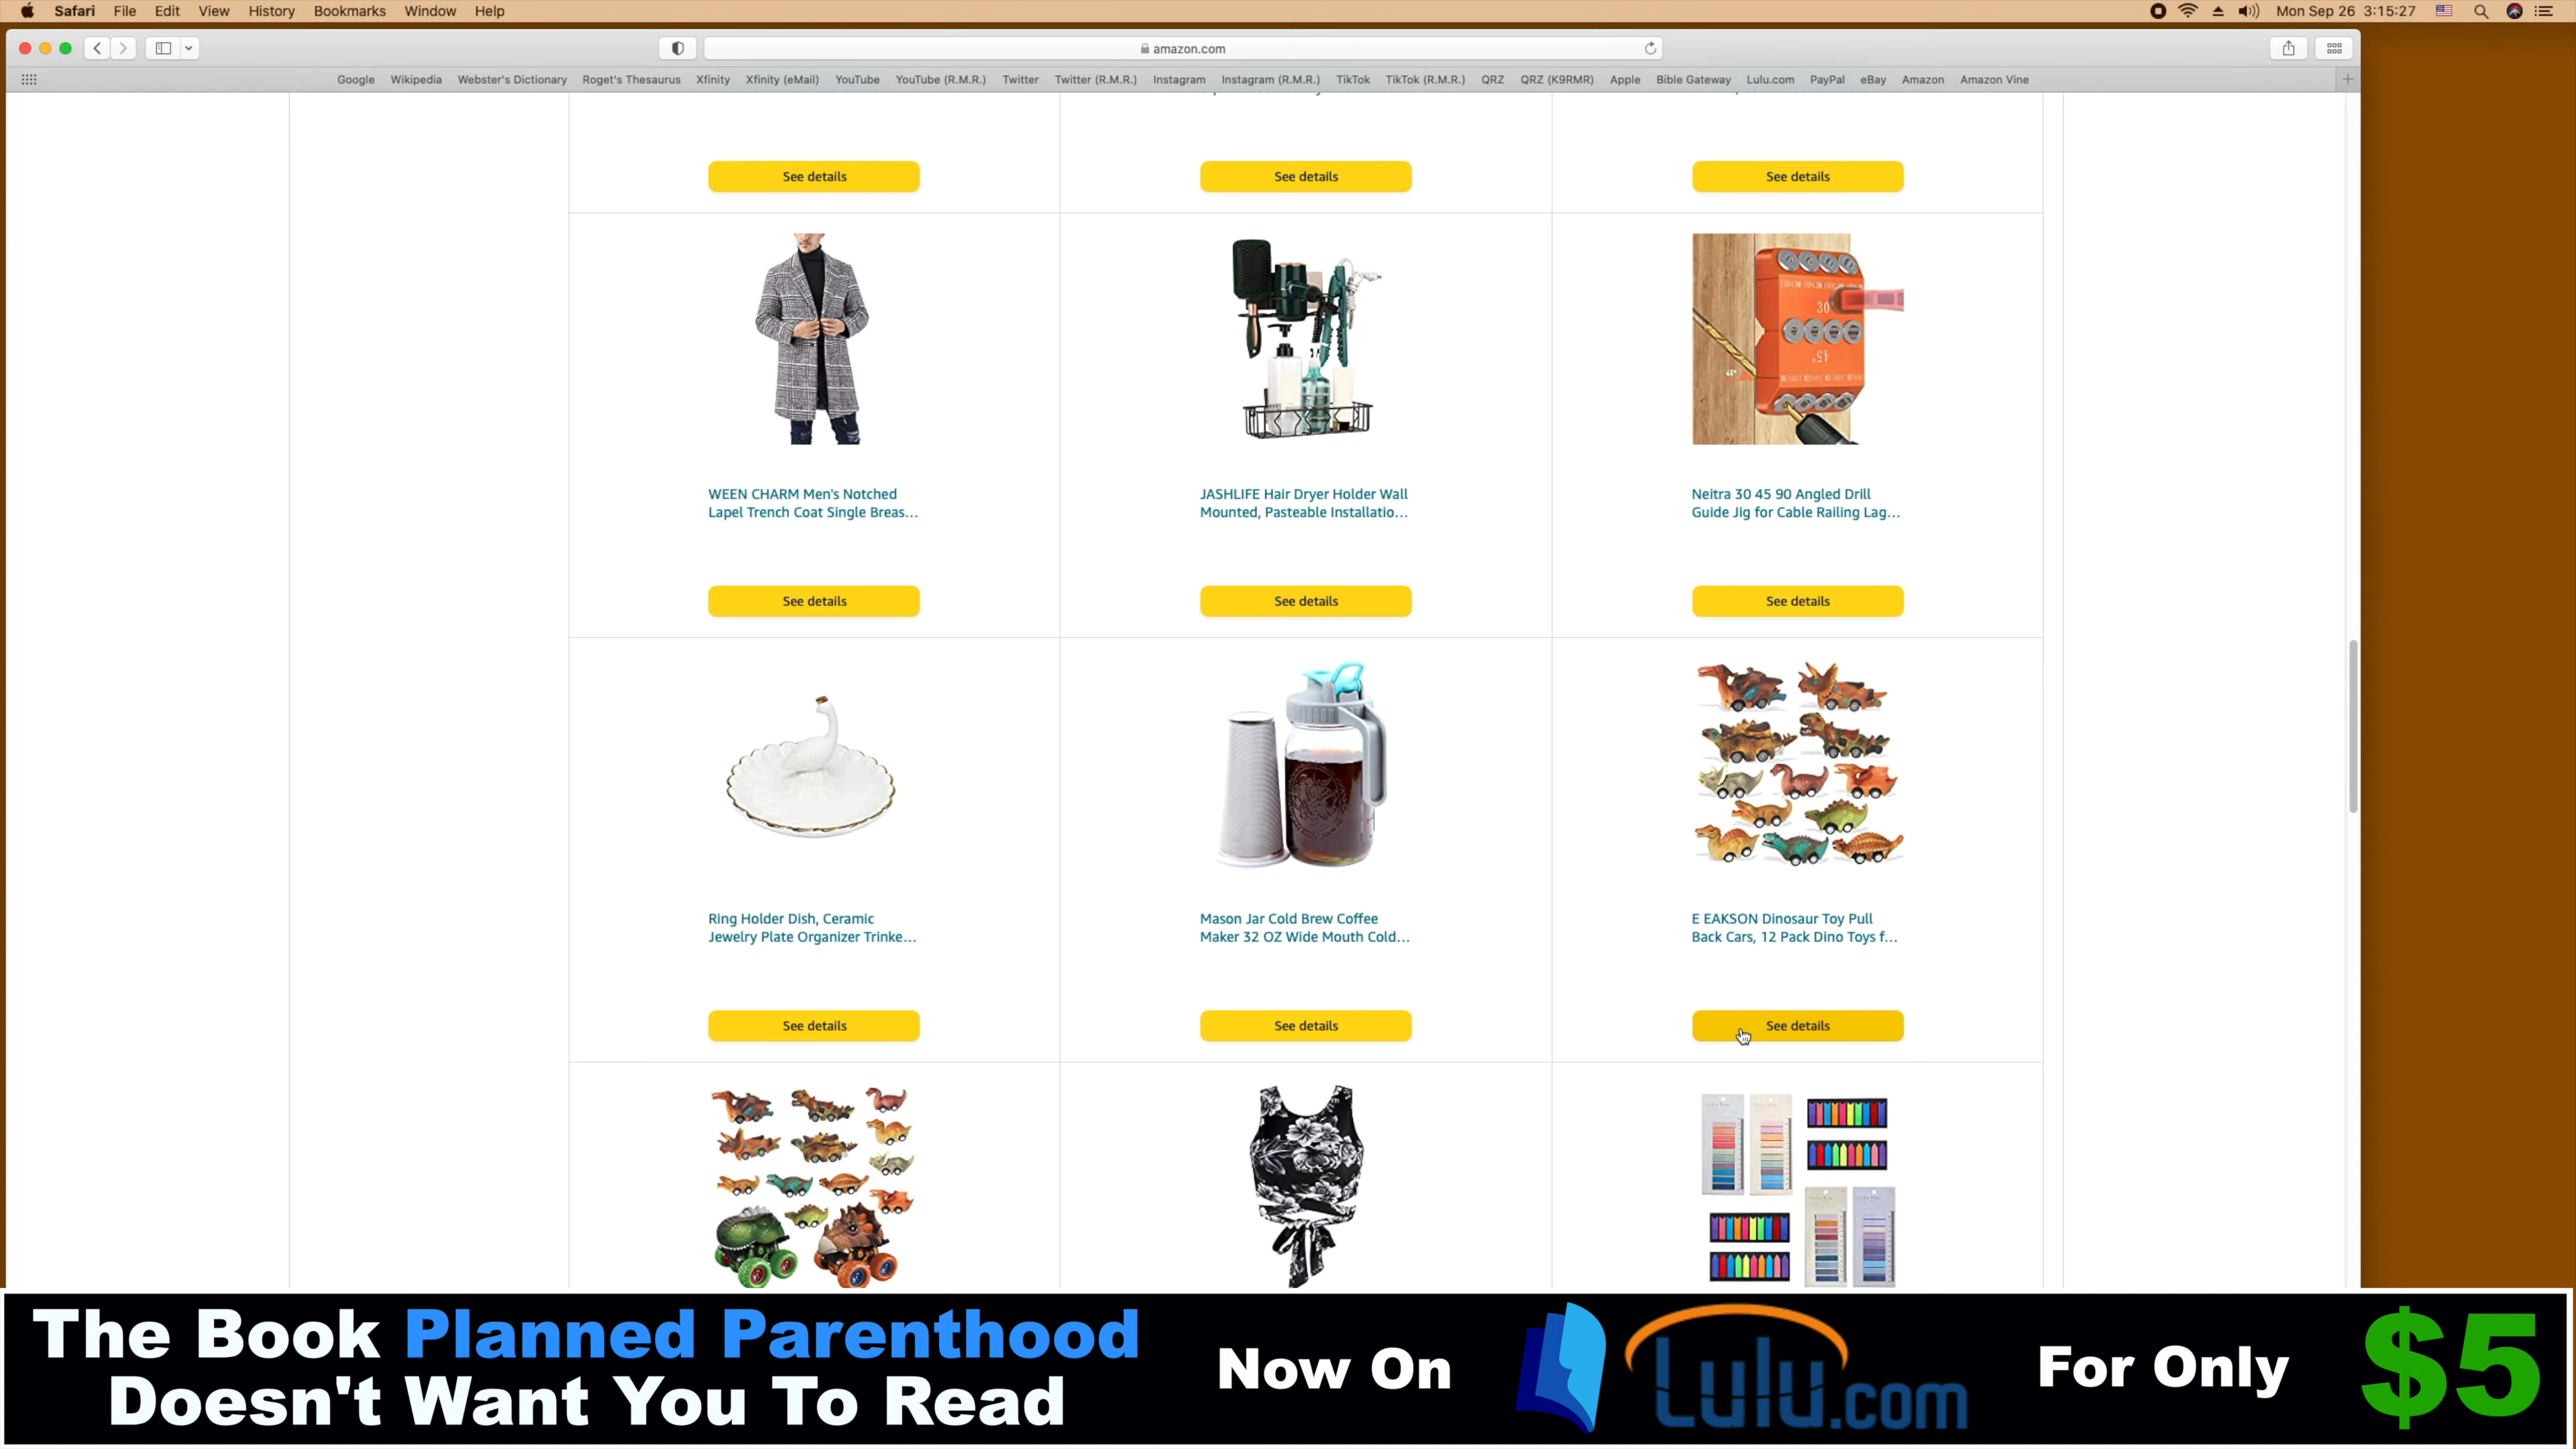 Safari File Edit View History Bookmarks Window Help
Mon Sep 26 3:15:27
amazon.com
Google Wikipedia Webster's Dictionary Roget's Thesaurus Xfinity Xfinity (eMail) YouTube YouTube (R.M.R.) Twitter Twitter (R.M.R.) Instagram Instagram (R.M.R.) TikTok TikTok (R.M.R.) QRZ QRZ (K9RMR) Apple Bible Gateway Lulu.com PayPal eBay Amazon Amazon Vine
See details See details See details
30°
45°
45°
WEEN CHARM Men's Notched
Lapel Trench Coat Single Breas...
JASHLIFE Hair Dryer Holder Wall
Mounted, Pasteable Installatio...
Neitra 30 45 90 Angled Drill
Guide Jig for Cable Railing Lag...
See details See details See details
Ring Holder Dish, Ceramic
Jewelry Plate Organizer Trinke...
Mason Jar Cold Brew Coffee
Maker 32 OZ Wide Mouth Cold...
E EAKSON Dinosaur Toy Pull
Back Cars, 12 Pack Dino Toys f...
See details See details See details
The Book Planned Parenthood
Doesn't Want You To Read
Now On
Lulu.com
For Only
$5